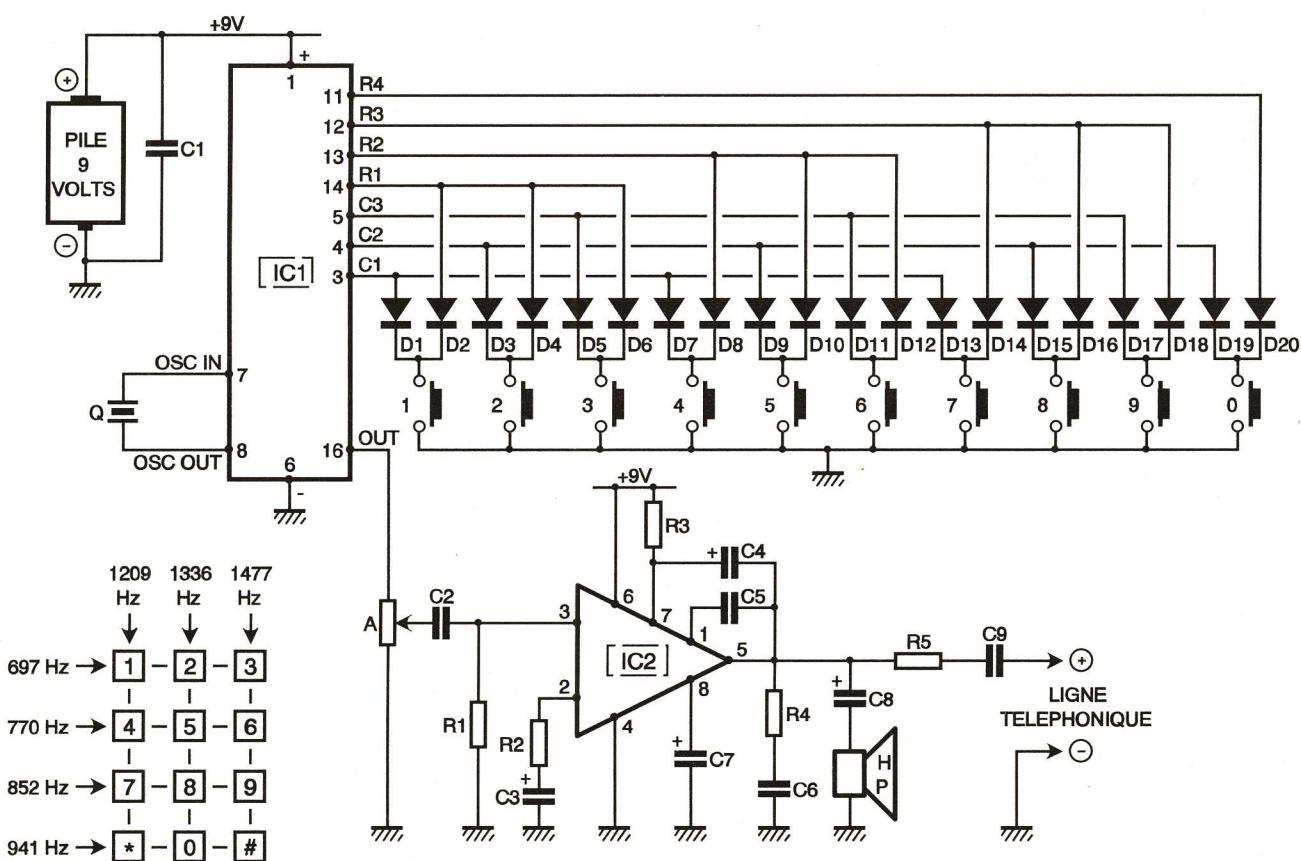 +9V
+
1
PILE
9
VOLTS
C1
11 R4
12 R3
13 R2
14 R1
5 C3
4 C2
3 C1
IC1
D1 D2 D3 D4 D5 D6 D7 D8 D9 D10 D11 D12 D13 D14 D15 D16 D17 D18 D19 D20
1 2 3 4 5 6 7 8 9 0
OSC IN 7
Q
OSC OUT 8
6
-
16 OUT
+9V
R3
+ C4
C5
6
7
1
A
C2
3
IC2
5
R5
C9
+
2
8
4
R1
R2
+
C3
+
C7
R4
C6
+
C8
HP
LIGNE
TELEPHONIQUE
-
1209 1336 1477
Hz Hz Hz
697 Hz 1 2 3
770 Hz 4 5 6
852 Hz 7 8 9
941 Hz * 0 #